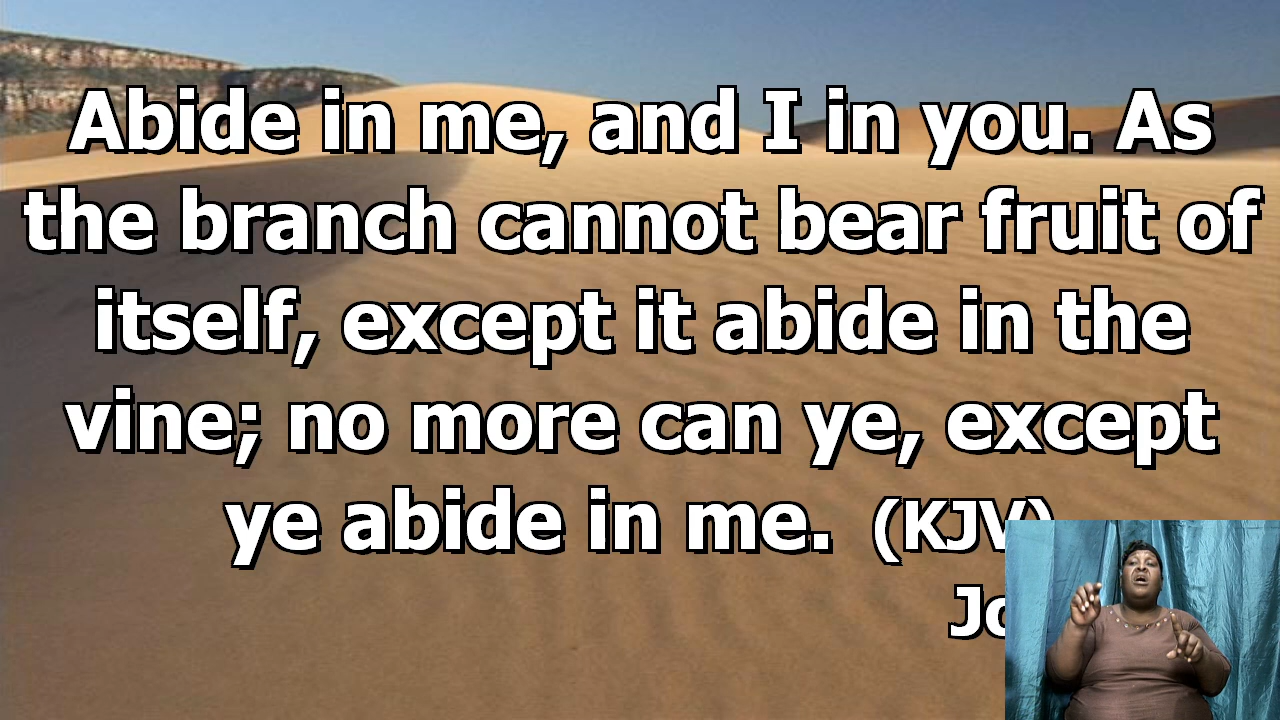 Abide in me, and I in you. As
the branch cannot bear fruit of
itself, except it abide in the
vine; no more can ye, except
ye abide in me. (KJV)